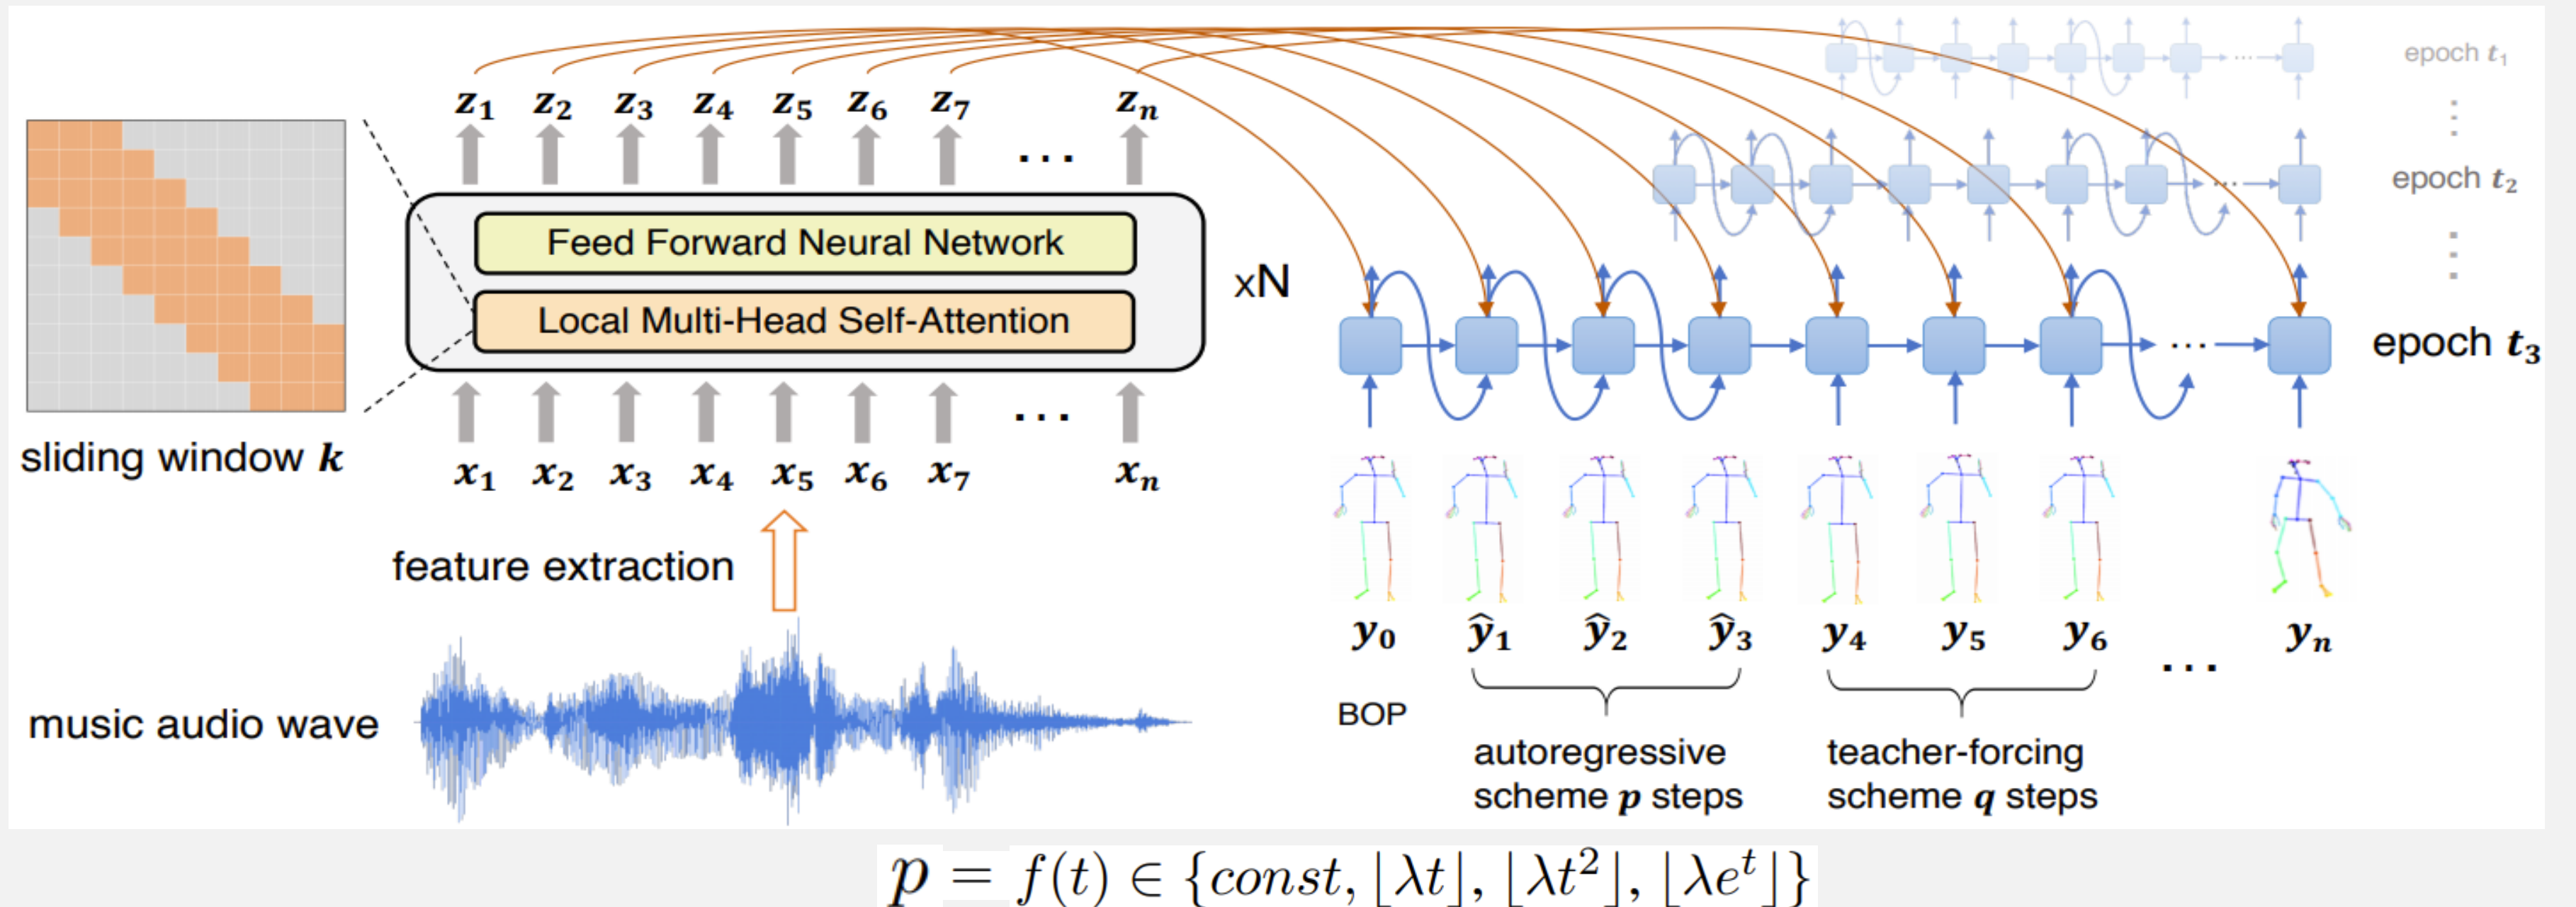 z₁ z₂ z₃ z₄ z₅ z₆ z₇ ... zₙ
Feed Forward Neural Network
Local Multi-Head Self-Attention
xN
x₁ x₂ x₃ x₄ x₅ x₆ x₇ ... xₙ
sliding window k
feature extraction
music audio wave
epoch t₁
epoch t₂
epoch t₃
y₀ ŷ₁ ŷ₂ ŷ₃ y₄ y₅ y₆ ... yₙ
BOP
autoregressive
scheme p steps
teacher-forcing
scheme q steps
p = f(t) ∈ {const, ⌊λt⌋, ⌊λt²⌋, ⌊λeᵗ⌋}